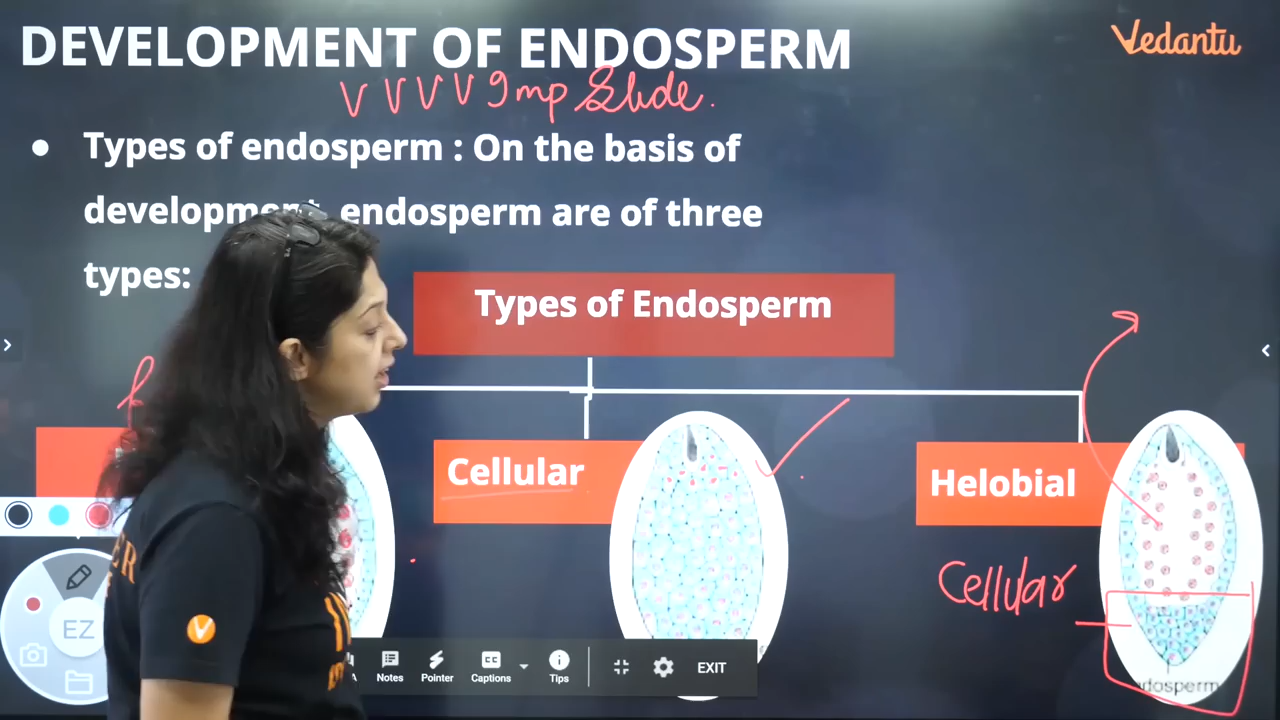 DEVELOPMENT OF ENDOSPERM
Vedantu
V V V V Imp Slide.
● Types of endosperm : On the basis of
endosperm are of three
types:
Types of Endosperm
Cellular
Helobial
Cellular
EZ
Notes
Pointer
Captions
Tips
EXIT